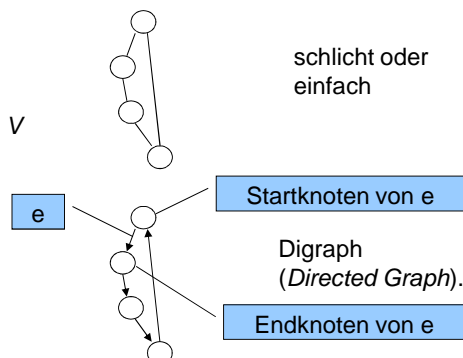 schlicht oder
einfach
V
Startknoten von e
e
Digraph
(Directed Graph).
Endknoten von e